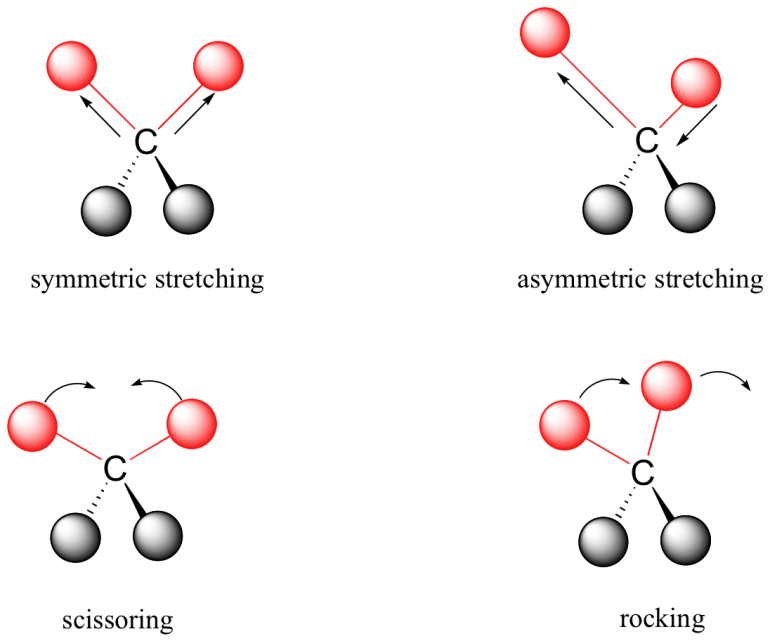 C
C
symmetric stretching
asymmetric stretching
C
C
scissoring
rocking